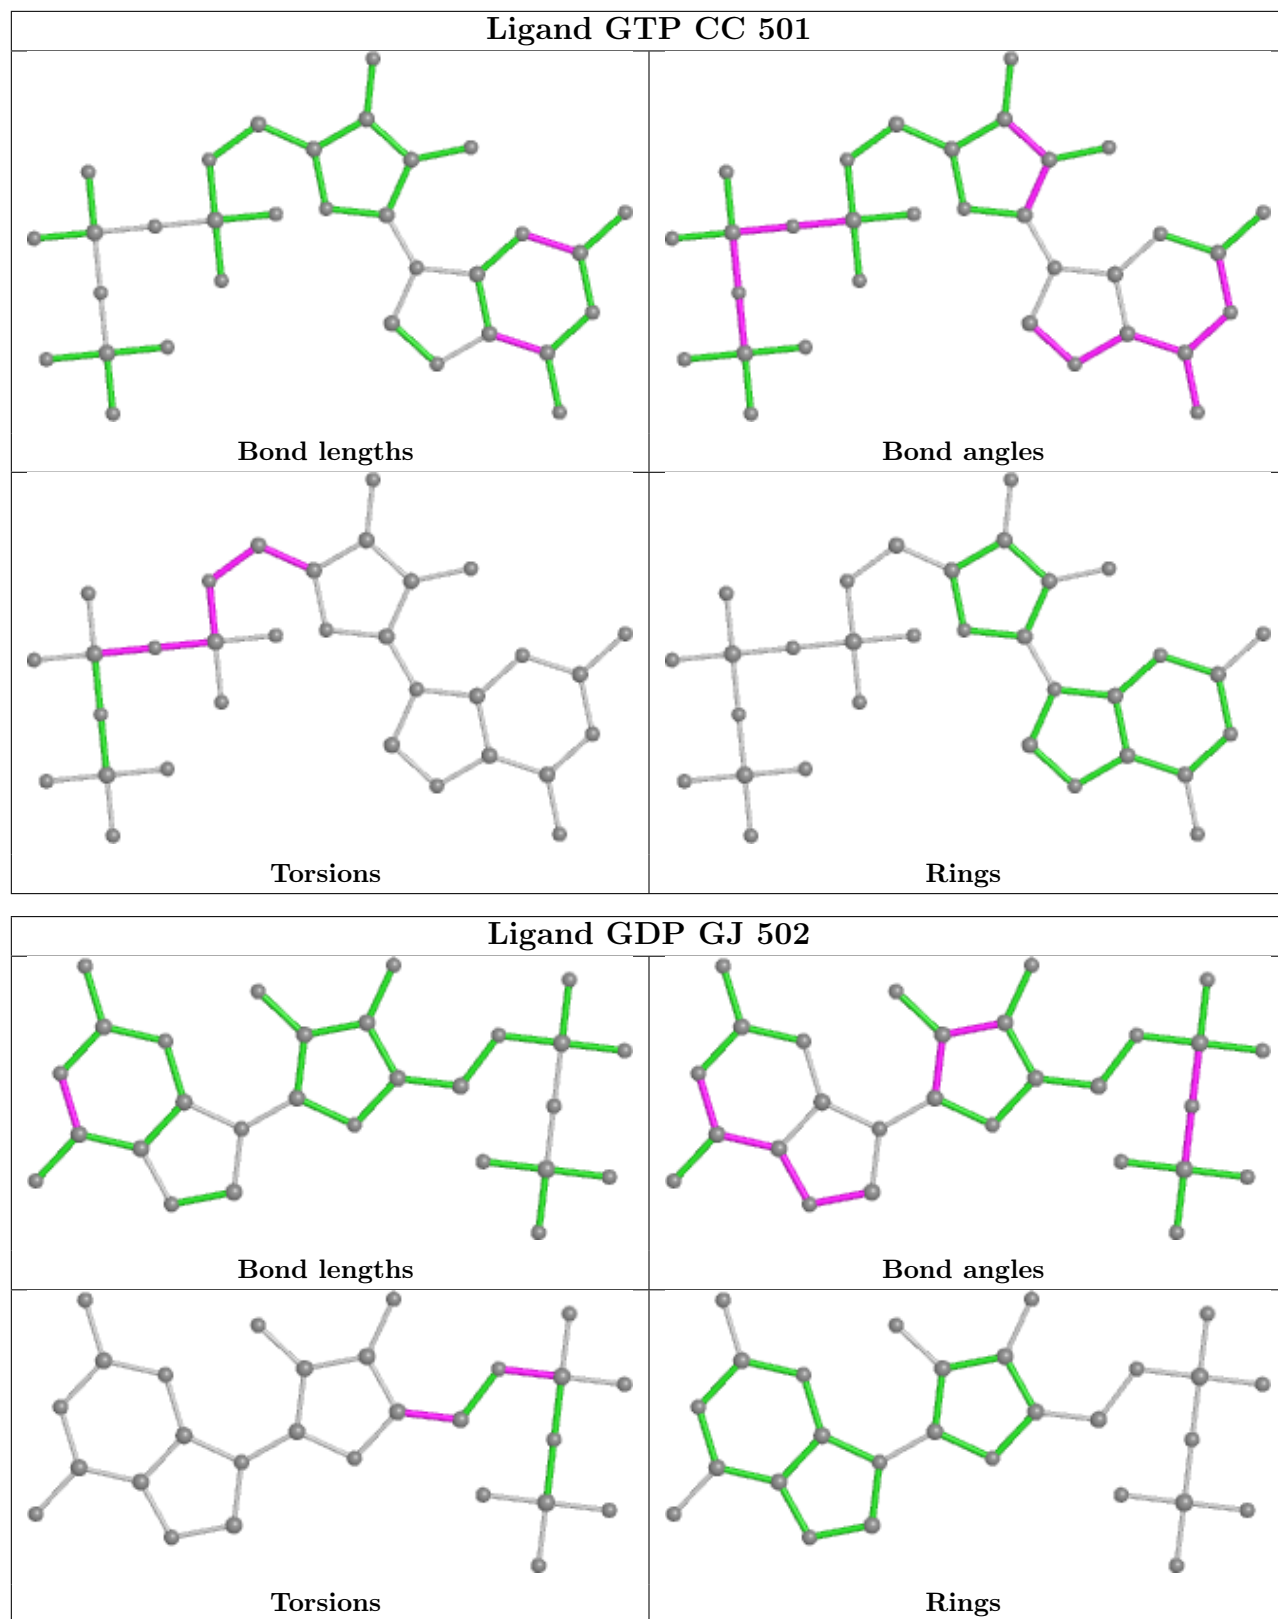 Ligand GTP CC 501
Bond lengths
Bond angles
Torsions
Rings
Ligand GDP GJ 502
Bond lengths
Bond angles
Torsions
Rings